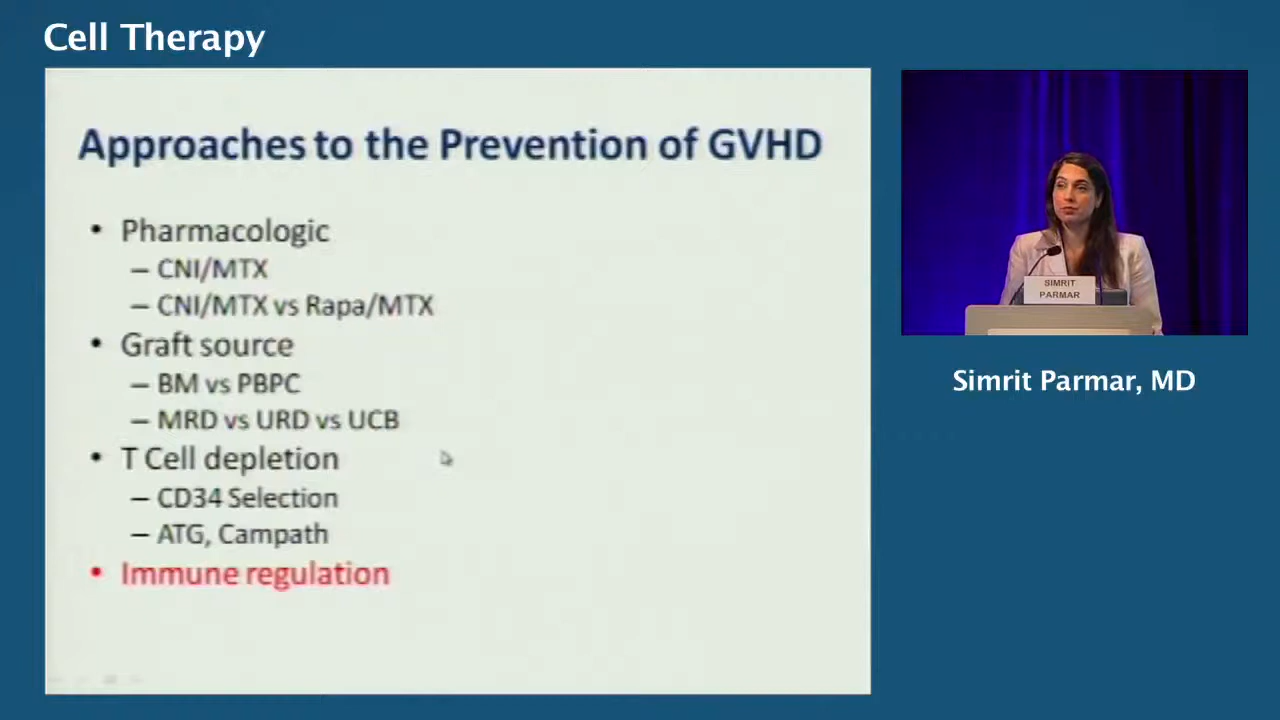 Cell Therapy
Approaches to the Prevention of GVHD
• Pharmacologic
– CNI/MTX
– CNI/MTX vs Rapa/MTX
• Graft source
– BM vs PBPC
– MRD vs URD vs UCB
• T Cell depletion
– CD34 Selection
– ATG, Campath
• Immune regulation
SIMRIT
PARMAR
Simrit Parmar, MD